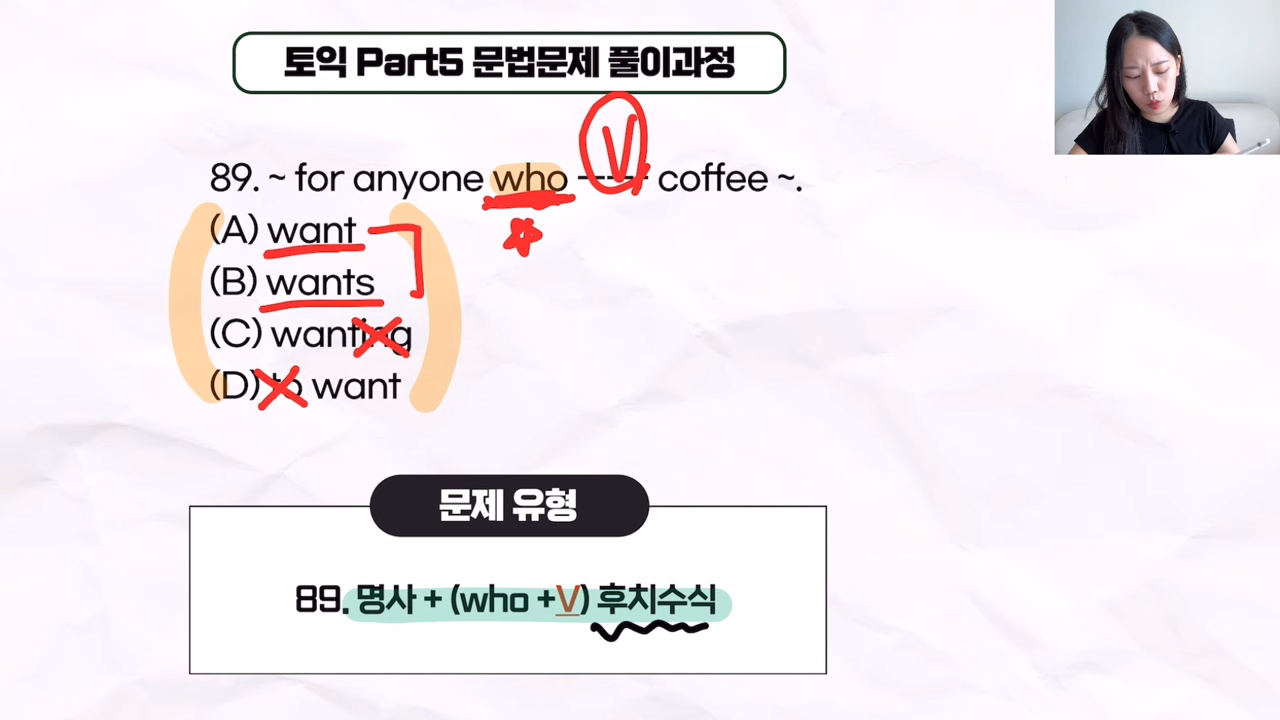 토익 Part5 문법문제 풀이과정
V
89. ~ for anyone who ---- coffee ~.
(A) want
(B) wants
(C) wanting
(D) to want
문제 유형
89. 명사 + (who +V) 후치수식